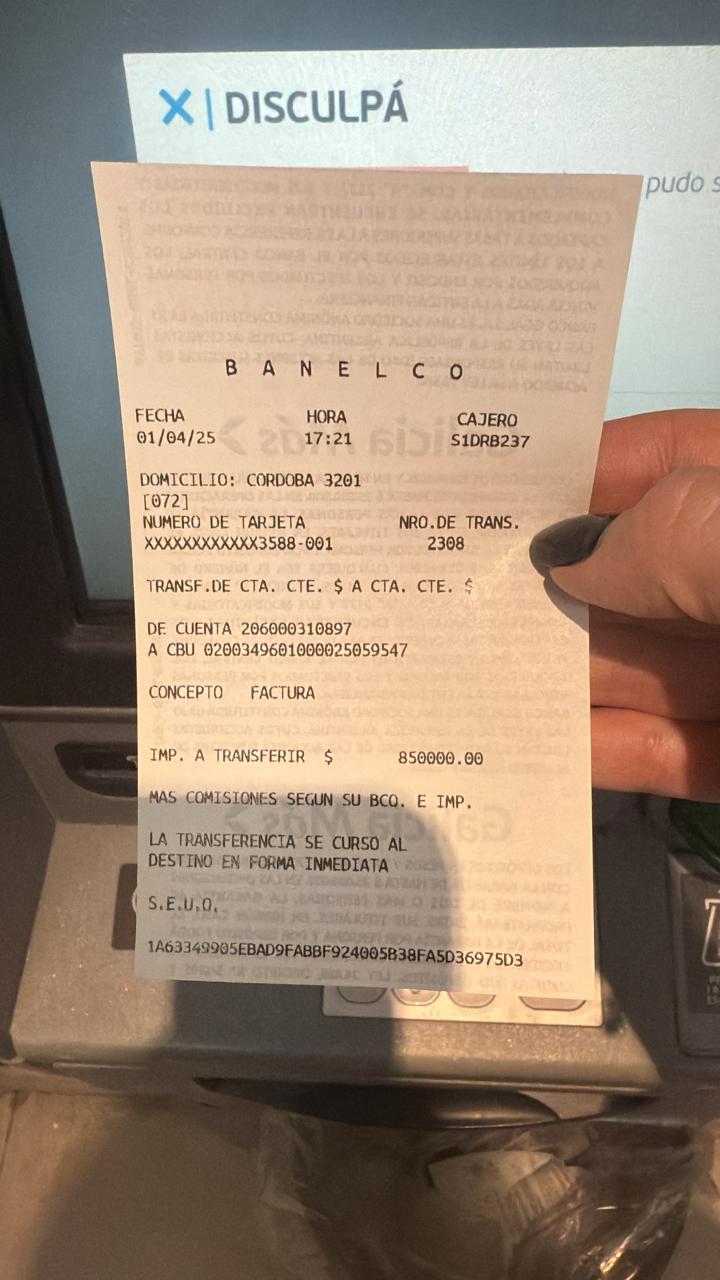 X | DISCULPÁ
pudo s
B A N E L C O
FECHA HORA CAJERO
01/04/25 17:21 S1DRB237
DOMICILIO: CORDOBA 3201
[072]
NUMERO DE TARJETA NRO.DE TRANS.
XXXXXXXXXXXX3588-001 2308
TRANSF.DE CTA. CTE. $ A CTA. CTE. $
DE CUENTA 206000310897
A CBU 0200349601000025059547
CONCEPTO FACTURA
IMP. A TRANSFERIR $ 850000.00
MAS COMISIONES SEGUN SU BCO. E IMP.
LA TRANSFERENCIA SE CURSO AL
DESTINO EN FORMA INMEDIATA
S.E.U.O.
1A63349905EBAD9FABBF924005B38FA5D36975D3